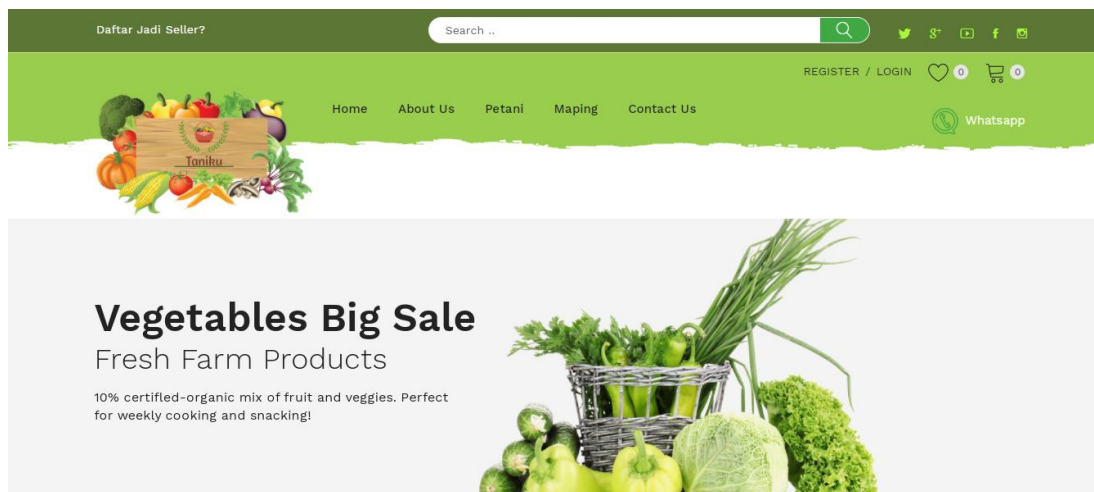 Daftar Jadi Seller?
Search ..
REGISTER / LOGIN 0 0
Home About Us Petani Maping Contact Us
Whatsapp
Taniku
Vegetables Big Sale
Fresh Farm Products
10% certifled-organic mix of fruit and veggies. Perfect
for weekly cooking and snacking!